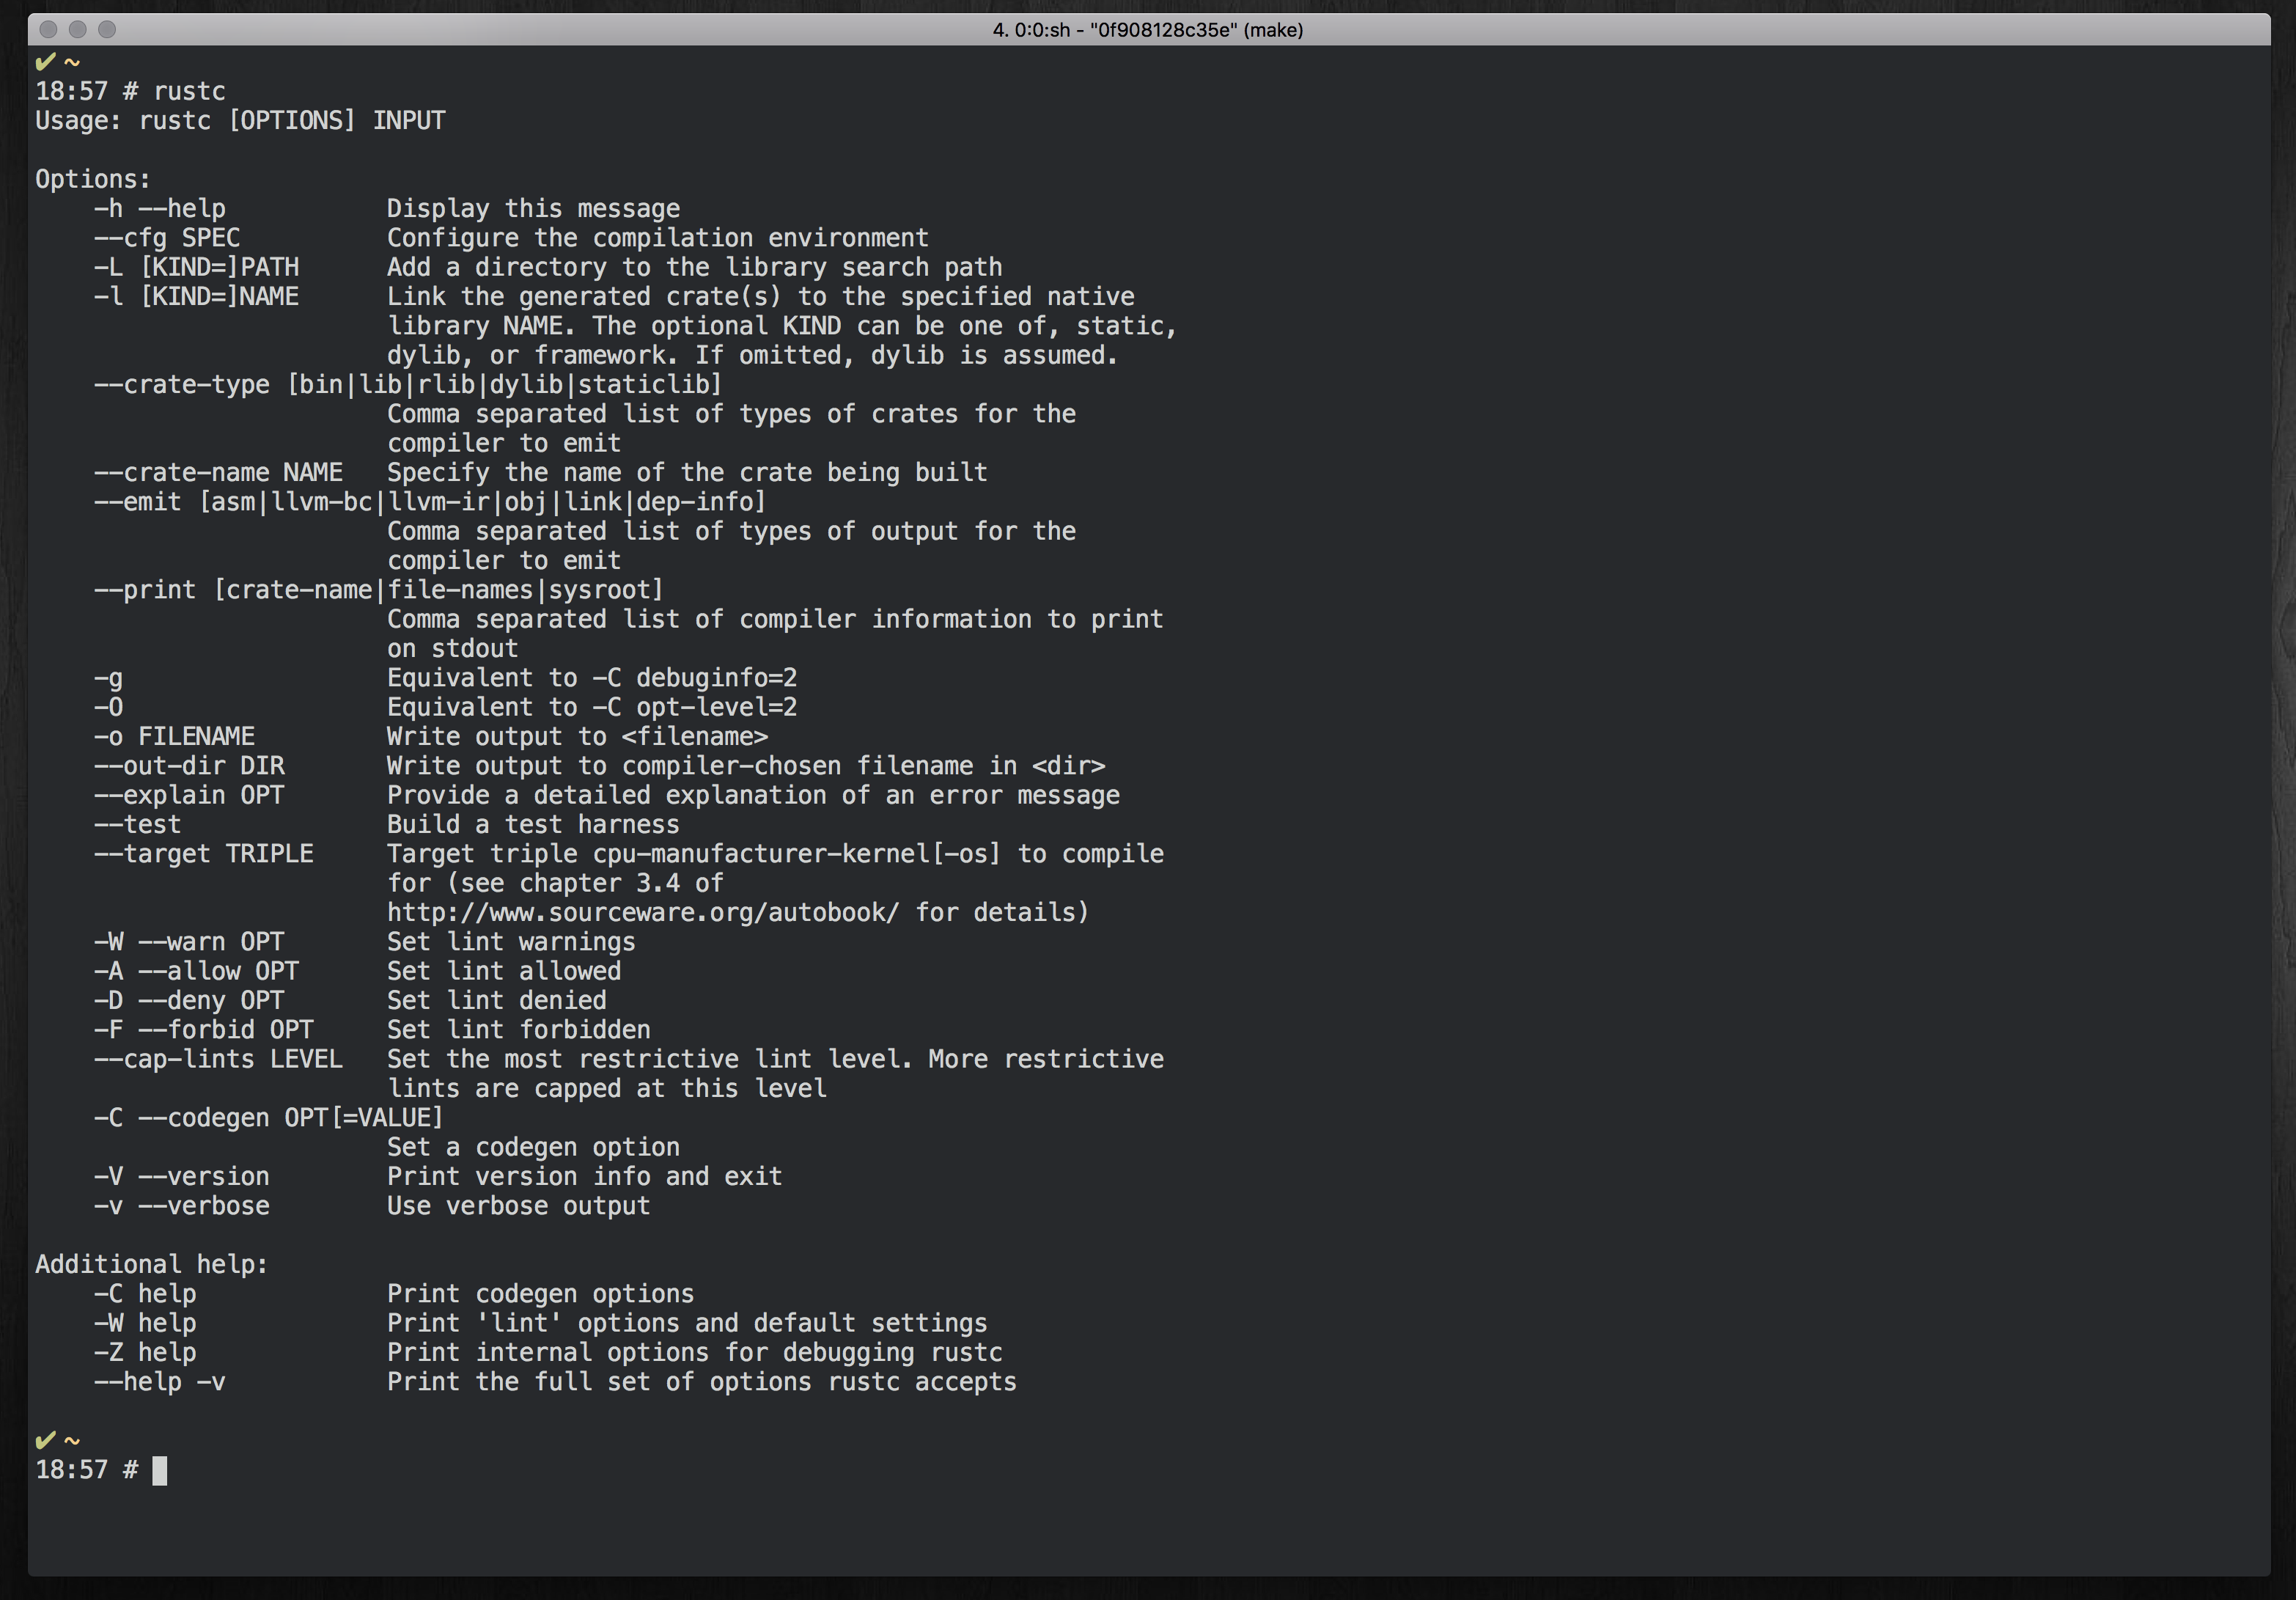 4. 0:0:sh - "0f908128c35e" (make)
✔ ~
18:57 # rustc
Usage: rustc [OPTIONS] INPUT

Options:
    -h --help           Display this message
    --cfg SPEC          Configure the compilation environment
    -L [KIND=]PATH      Add a directory to the library search path
    -l [KIND=]NAME      Link the generated crate(s) to the specified native
                        library NAME. The optional KIND can be one of, static,
                        dylib, or framework. If omitted, dylib is assumed.
    --crate-type [bin|lib|rlib|dylib|staticlib]
                        Comma separated list of types of crates for the
                        compiler to emit
    --crate-name NAME   Specify the name of the crate being built
    --emit [asm|llvm-bc|llvm-ir|obj|link|dep-info]
                        Comma separated list of types of output for the
                        compiler to emit
    --print [crate-name|file-names|sysroot]
                        Comma separated list of compiler information to print
                        on stdout
    -g                  Equivalent to -C debuginfo=2
    -O                  Equivalent to -C opt-level=2
    -o FILENAME         Write output to <filename>
    --out-dir DIR       Write output to compiler-chosen filename in <dir>
    --explain OPT       Provide a detailed explanation of an error message
    --test              Build a test harness
    --target TRIPLE     Target triple cpu-manufacturer-kernel[-os] to compile
                        for (see chapter 3.4 of
                        http://www.sourceware.org/autobook/ for details)
    -W --warn OPT       Set lint warnings
    -A --allow OPT      Set lint allowed
    -D --deny OPT       Set lint denied
    -F --forbid OPT     Set lint forbidden
    --cap-lints LEVEL   Set the most restrictive lint level. More restrictive
                        lints are capped at this level
    -C --codegen OPT[=VALUE]
                        Set a codegen option
    -V --version        Print version info and exit
    -v --verbose        Use verbose output

Additional help:
    -C help             Print codegen options
    -W help             Print 'lint' options and default settings
    -Z help             Print internal options for debugging rustc
    --help -v           Print the full set of options rustc accepts

✔ ~
18:57 #